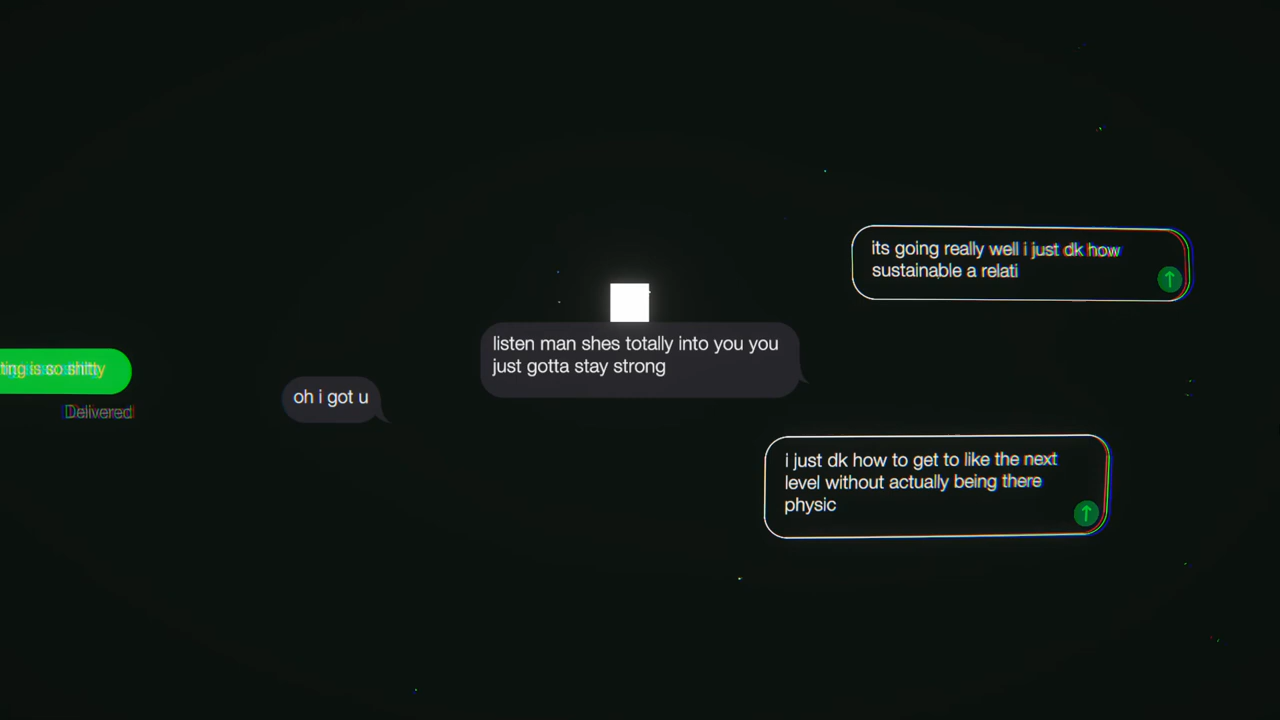 ting is so shitty
Delivered
oh i got u
listen man shes totally into you you
just gotta stay strong
its going really well i just dk how
sustainable a relati
i just dk how to get to like the next
level without actually being there
physic